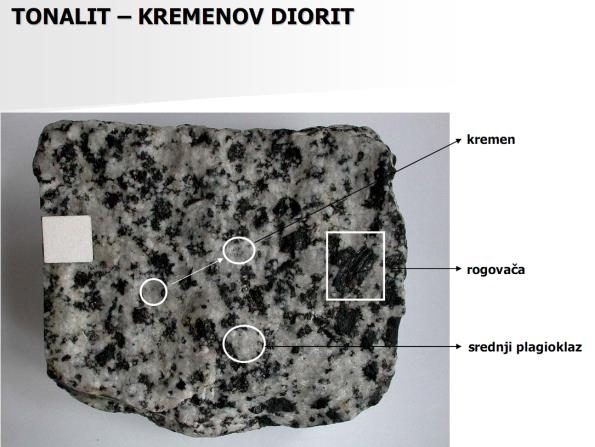 TONALIT – KREMENOV DIORIT
kremen
rogovača
srednji plagioklaz